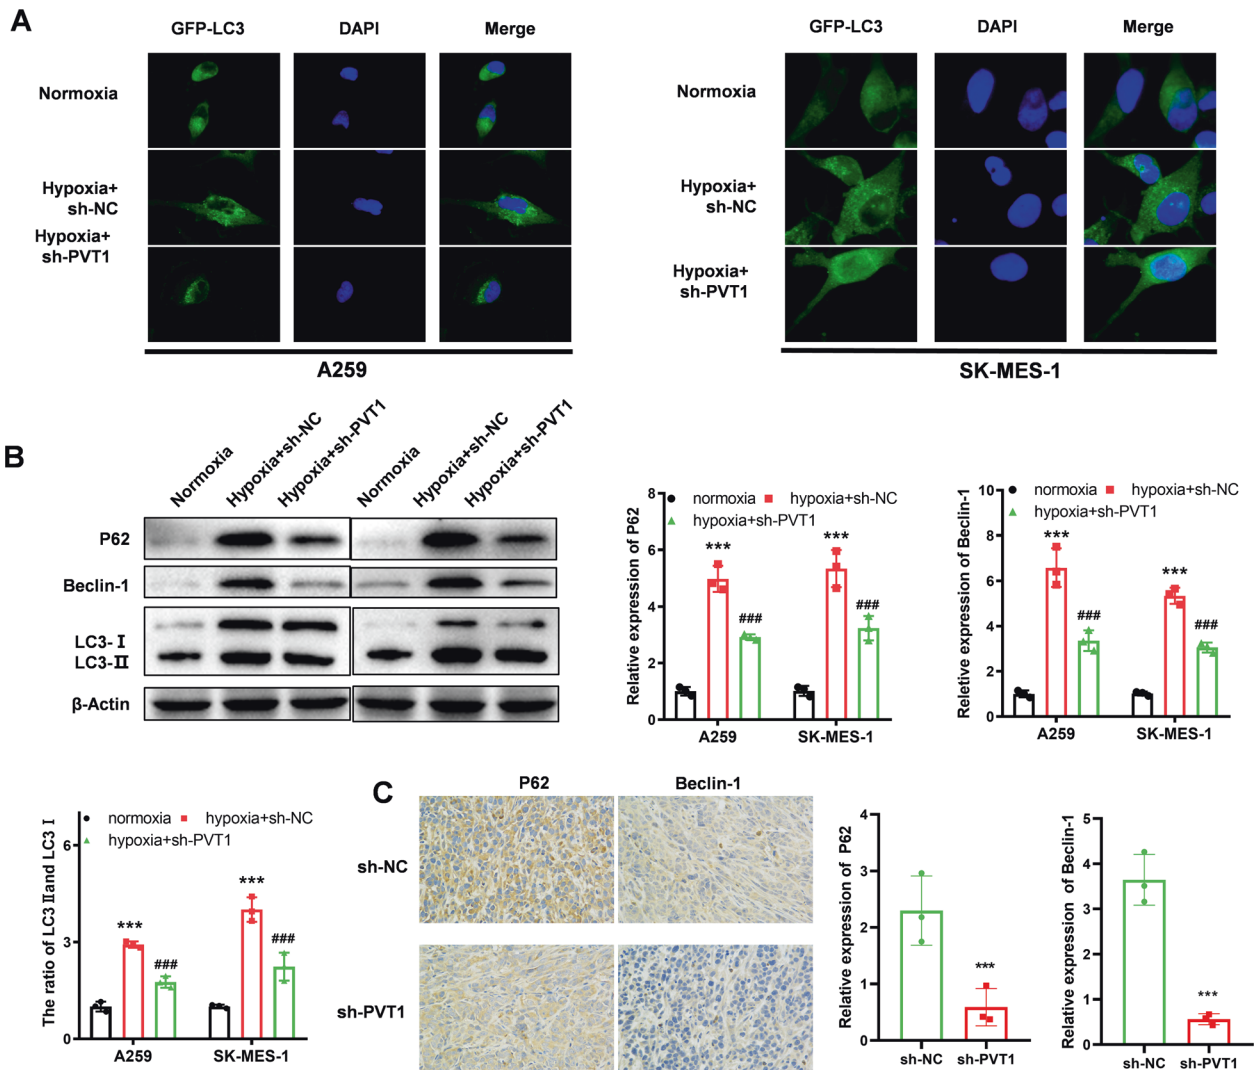 A
GFP-LC3 DAPI Merge
Normoxia
Hypoxia+
sh-NC
Hypoxia+
sh-PVT1
A259
GFP-LC3 DAPI Merge
Normoxia
Hypoxia+
sh-NC
Hypoxia+
sh-PVT1
SK-MES-1
B
Normoxia Hypoxia+sh-NC Hypoxia+sh-PVT1 Normoxia Hypoxia+sh-NC Hypoxia+sh-PVT1
P62
Beclin-1
LC3-Ⅰ
LC3-Ⅱ
β-Actin
Relative expression of P62
normoxia hypoxia+sh-NC
hypoxia+sh-PVT1
8
6
4
2
0
*** ***
### ###
A259 SK-MES-1
Reletive expression of Beclin-1
normoxia hypoxia+sh-NC
hypoxia+sh-PVT1
10
8
6
4
2
0
*** ***
### ###
A259 SK-MES-1
The ratio of LC3 Ⅱand LC3 Ⅰ
normoxia hypoxia+sh-NC
hypoxia+sh-PVT1
6
3
0
*** ***
### ###
A259 SK-MES-1
C
P62 Beclin-1
sh-NC
sh-PVT1
Relative expression of P62
4
3
2
1
0
***
sh-NC sh-PVT1
Relative expression of Beclin-1
5
4
3
2
1
0
***
sh-NC sh-PVT1